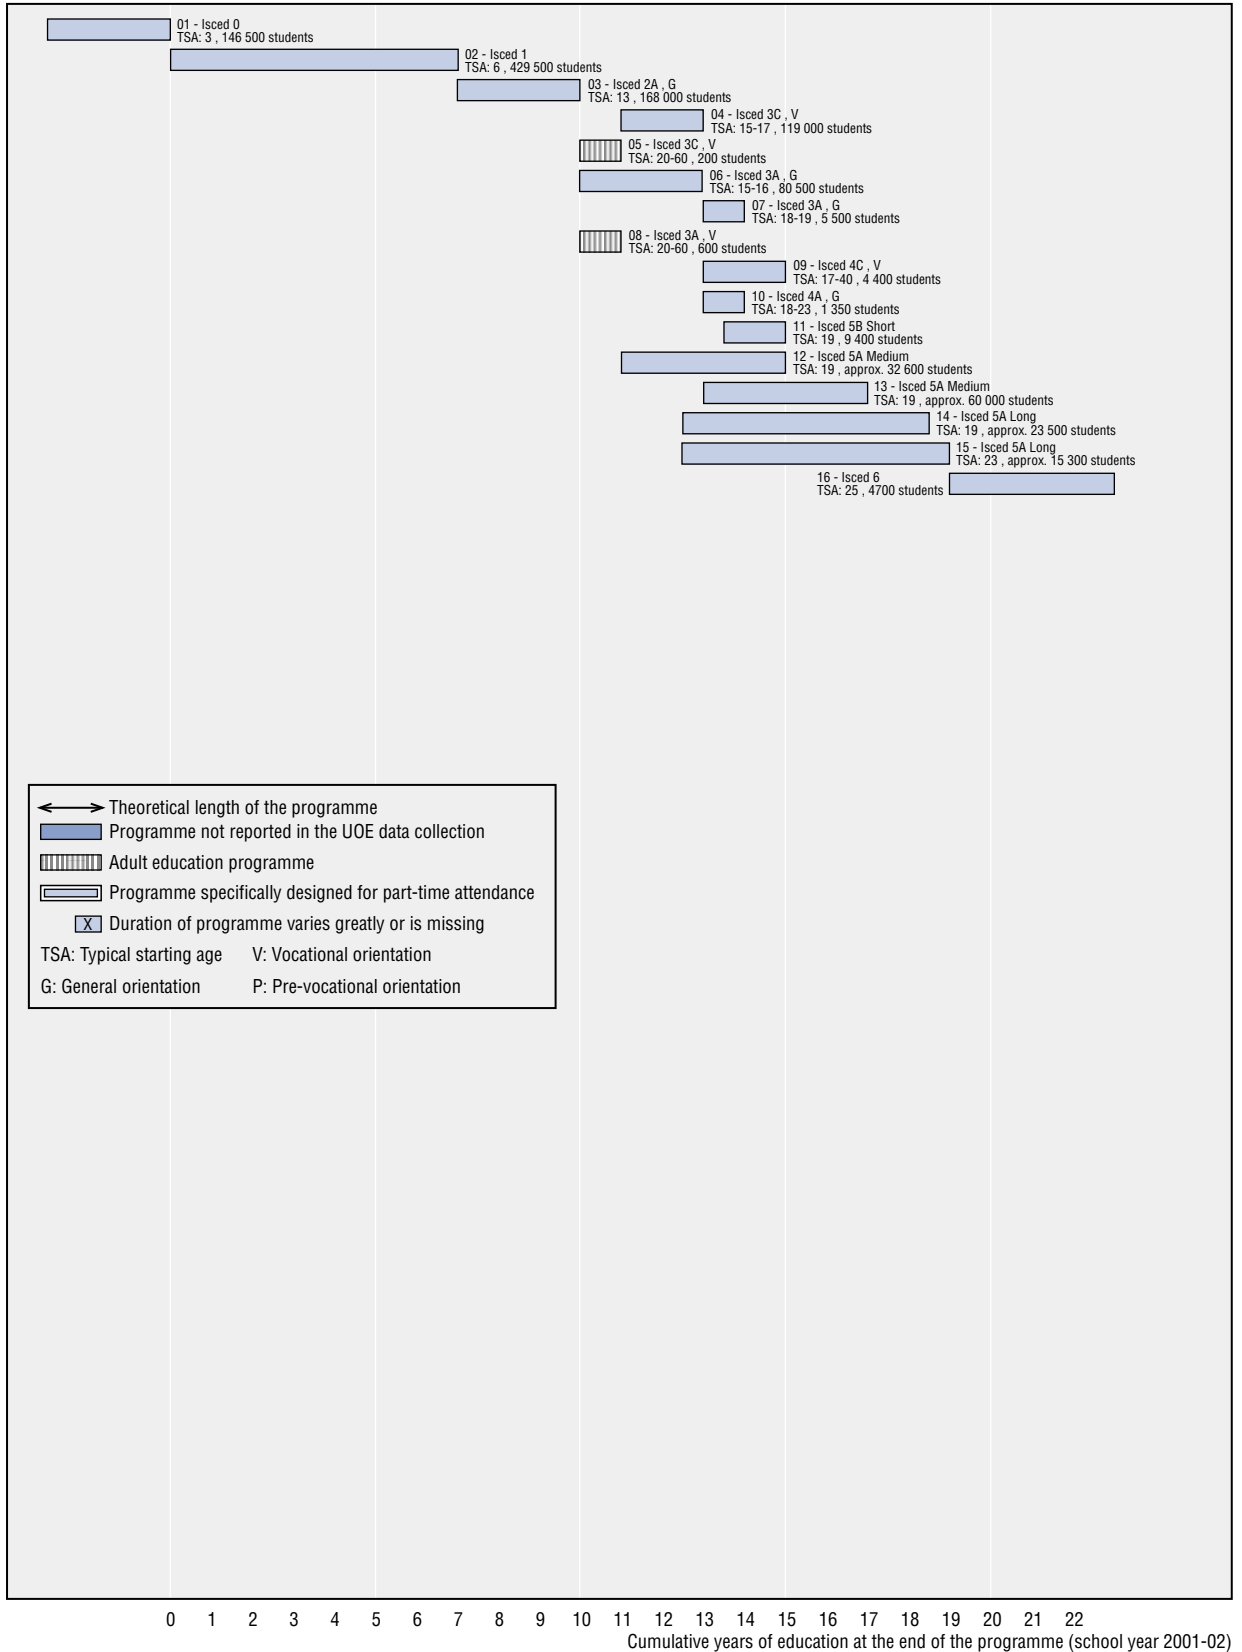 01 - Isced 0
TSA: 3 , 146 500 students
02 - Isced 1
TSA: 6 , 429 500 students
03 - Isced 2A , G
TSA: 13 , 168 000 students
04 - Isced 3C , V
TSA: 15-17 , 119 000 students
05 - Isced 3C , V
TSA: 20-60 , 200 students
06 - Isced 3A , G
TSA: 15-16 , 80 500 students
07 - Isced 3A , G
TSA: 18-19 , 5 500 students
08 - Isced 3A , V
TSA: 20-60 , 600 students
09 - Isced 4C , V
TSA: 17-40 , 4 400 students
10 - Isced 4A , G
TSA: 18-23 , 1 350 students
11 - Isced 5B Short
TSA: 19 , 9 400 students
12 - Isced 5A Medium
TSA: 19 , approx. 32 600 students
13 - Isced 5A Medium
TSA: 19 , approx. 60 000 students
14 - Isced 5A Long
TSA: 19 , approx. 23 500 students
15 - Isced 5A Long
TSA: 23 , approx. 15 300 students
16 - Isced 6
TSA: 25 , 4700 students
Theoretical length of the programme
Programme not reported in the UOE data collection
Adult education programme
Programme specifically designed for part-time attendance
X Duration of programme varies greatly or is missing
TSA: Typical starting age V: Vocational orientation
G: General orientation P: Pre-vocational orientation
0 1 2 3 4 5 6 7 8 9 10 11 12 13 14 15 16 17 18 19 20 21 22
Cumulative years of education at the end of the programme (school year 2001-02)